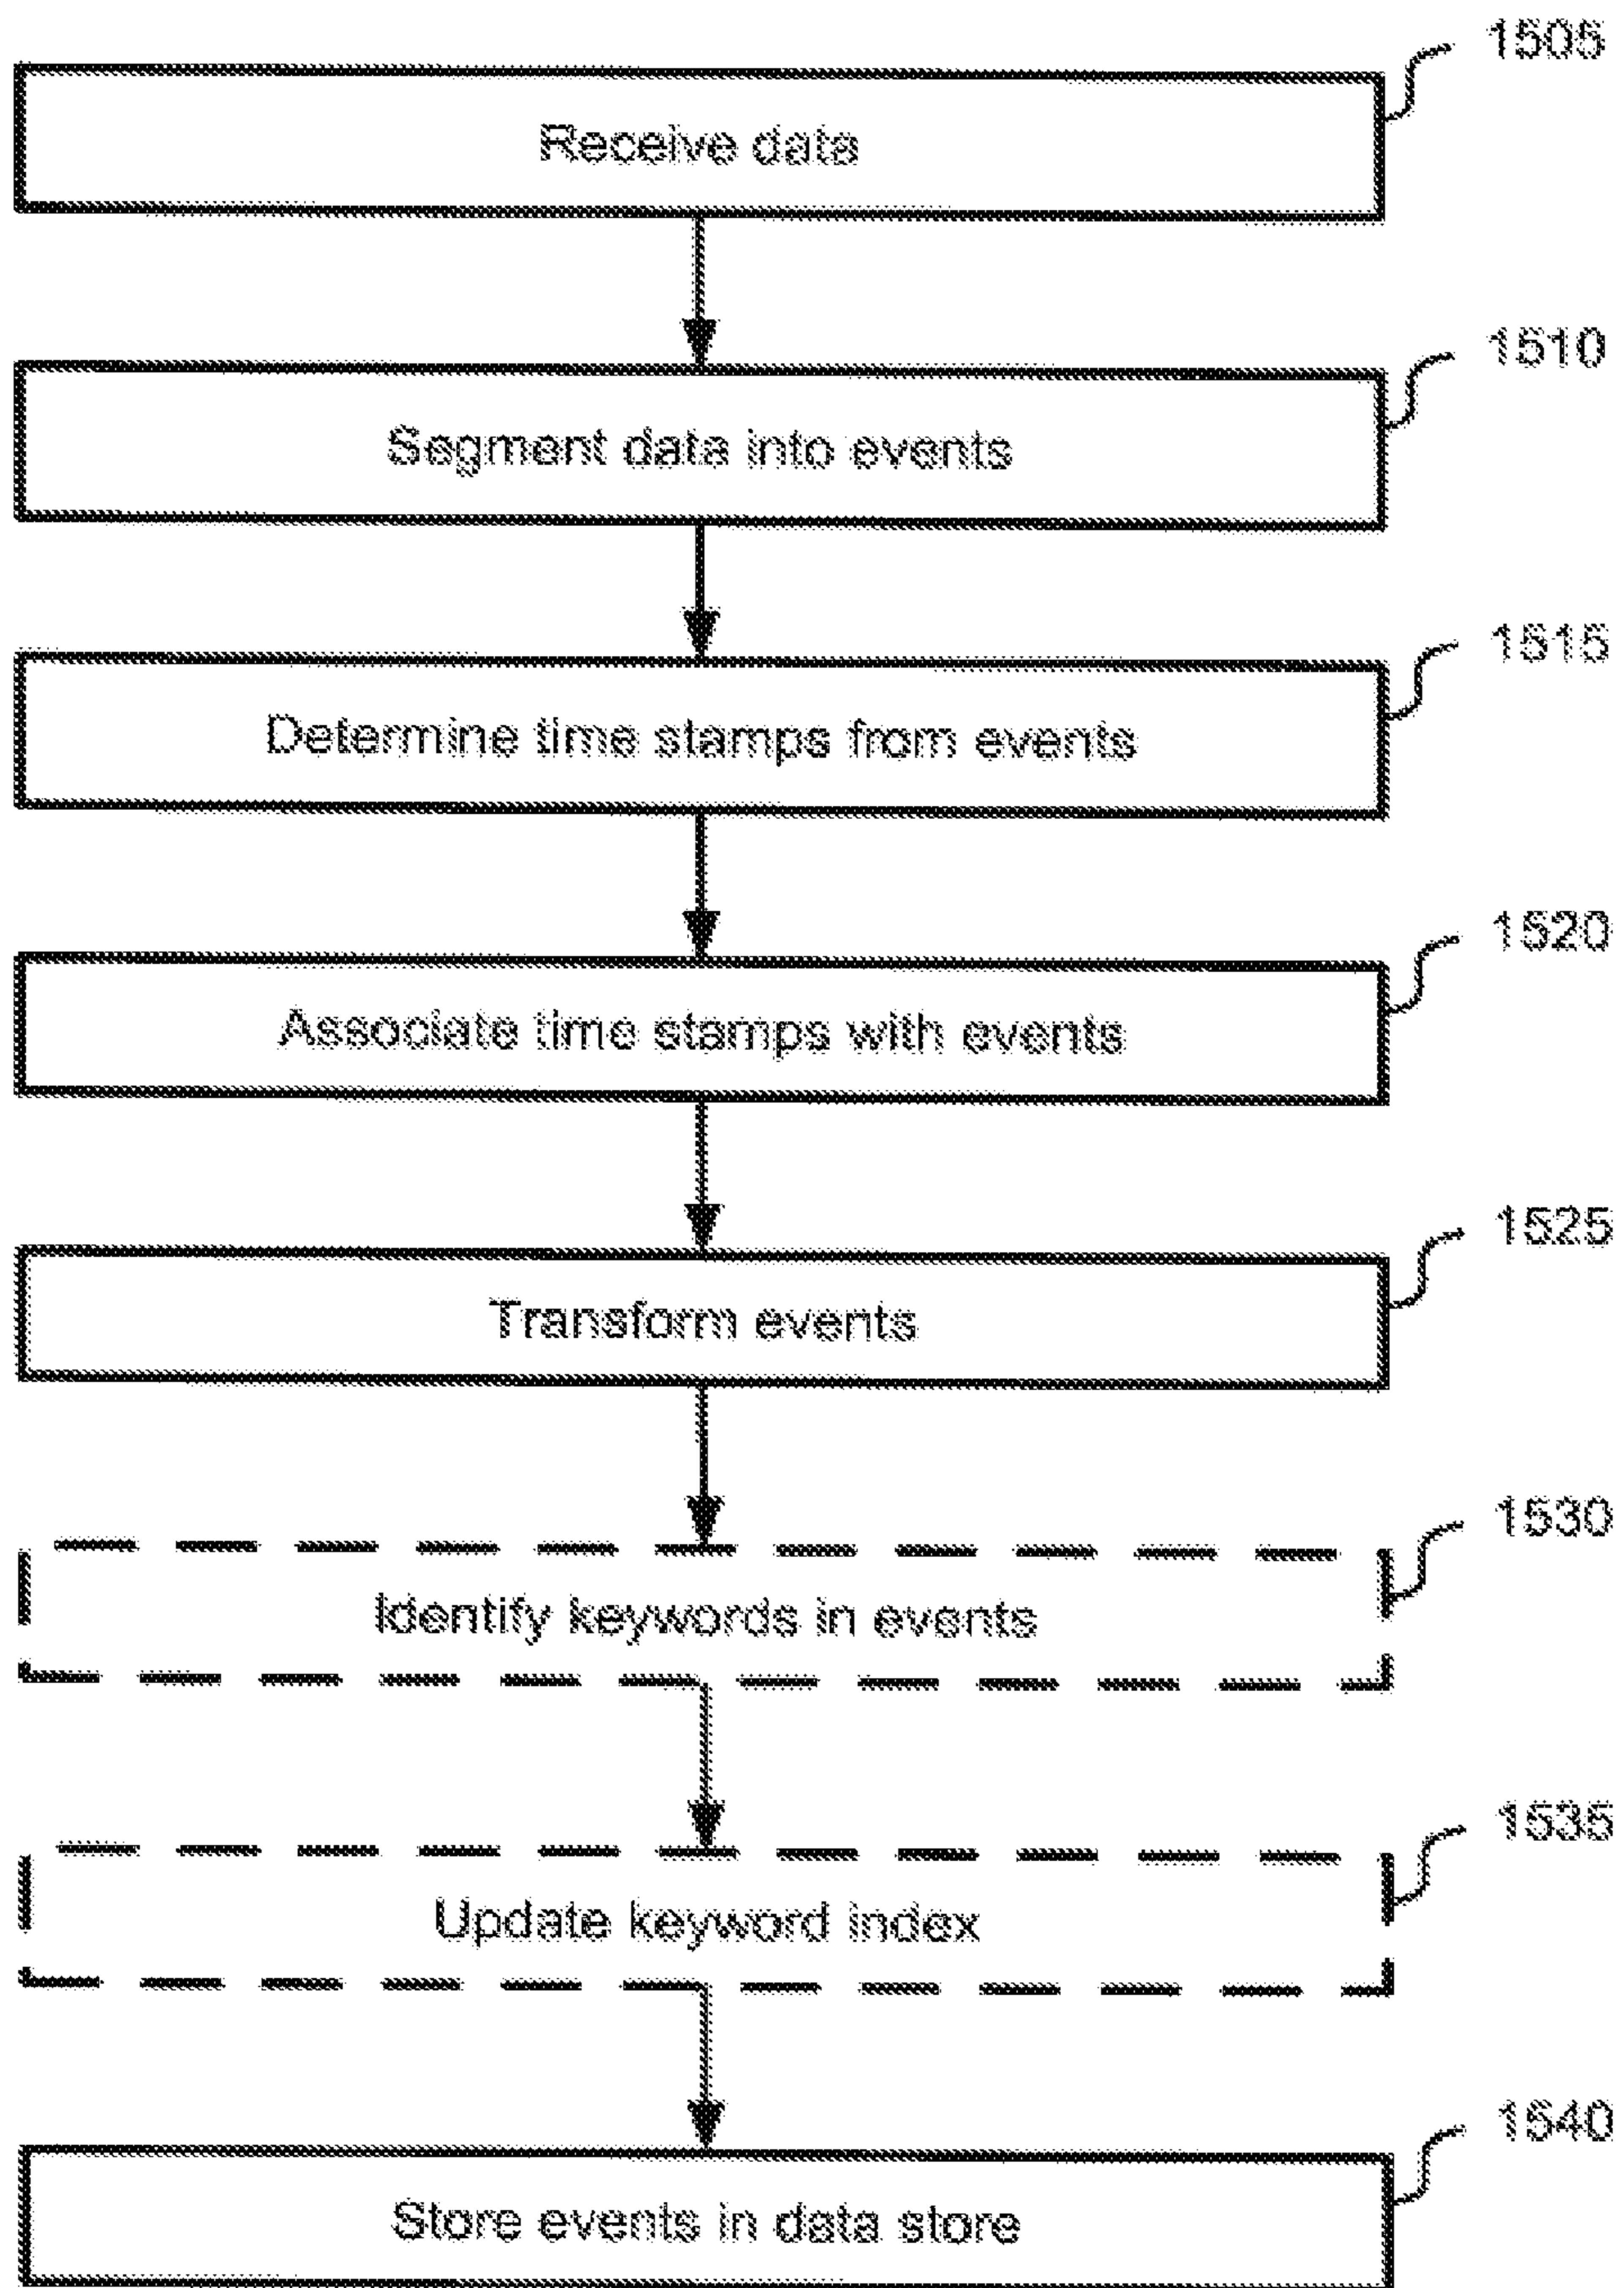 1505
Receive data
1510
Segment data into events
1515
Determine time stamps from events
1520
Associate time stamps with events
1525
Transform events
1530
Identify keywords in events
1535
Update keyword index
1540
Store events in data store